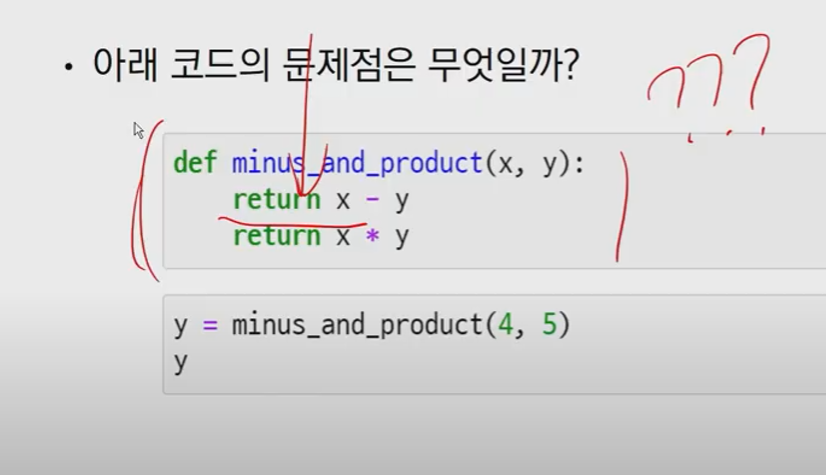 • 아래 코드의 문제점은 무엇일까?
???
def minus_and_product(x, y):
    return x - y
    return x * y
y = minus_and_product(4, 5)
y